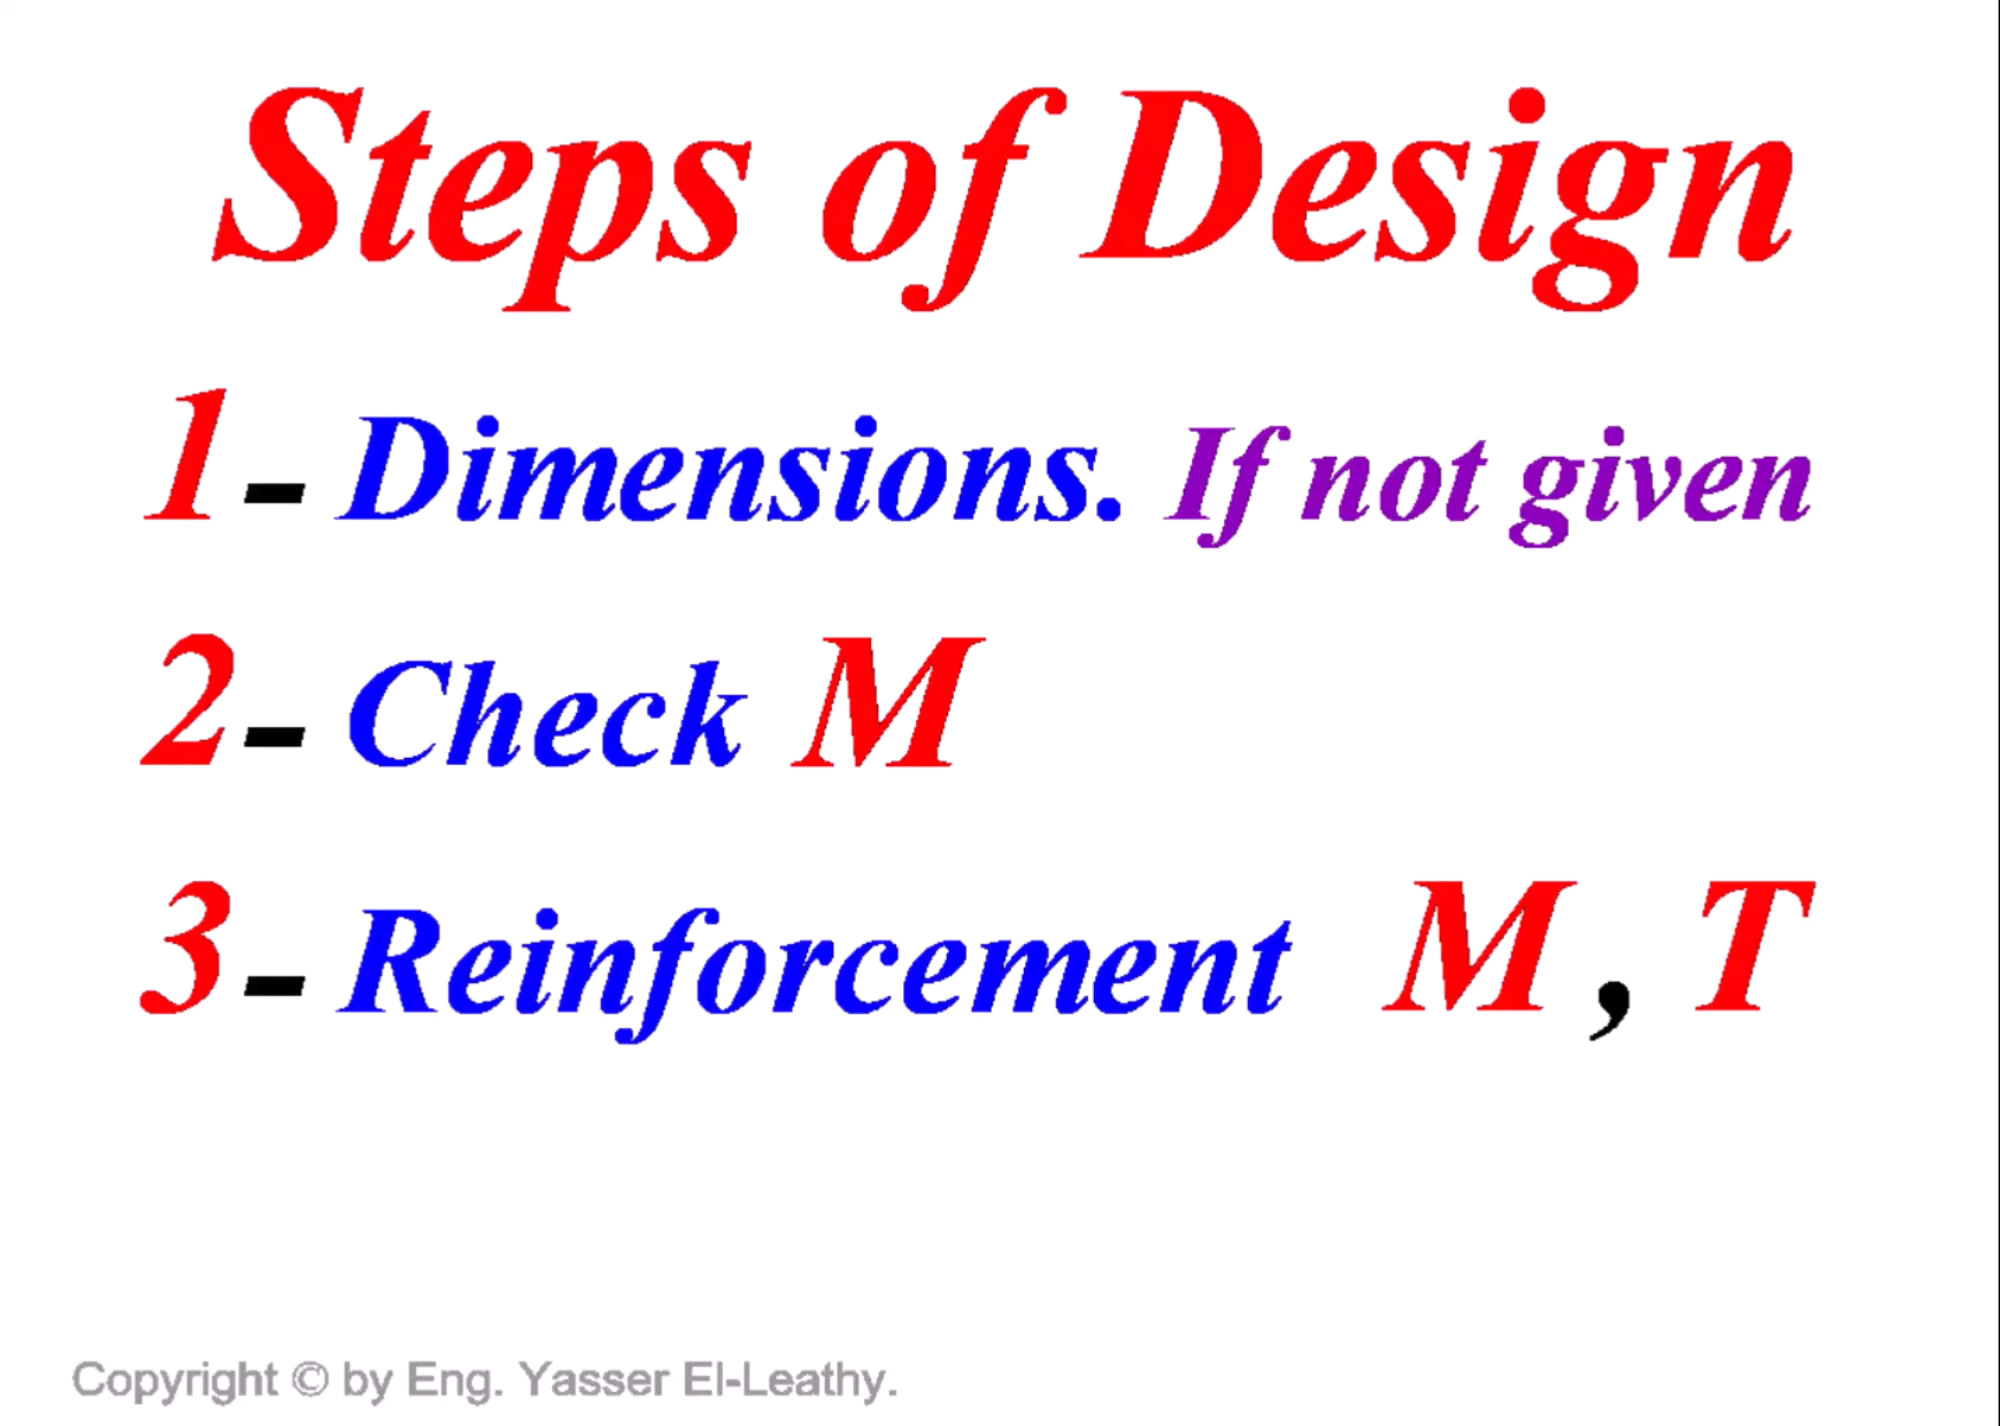 Steps of Design
1- Dimensions. If not given
2- Check M
3- Reinforcement M , T
Copyright © by Eng. Yasser El-Leathy.